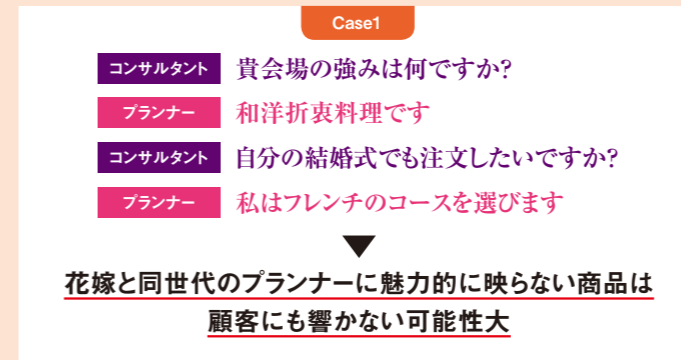 Case1
コンサルタント 貴会場の強みは何ですか?
プランナー 和洋折衷料理です
コンサルタント 自分の結婚式でも注文したいですか?
プランナー 私はフレンチのコースを選びます
▼
花嫁と同世代のプランナーに魅力的に映らない商品は
顧客にも響かない可能性大